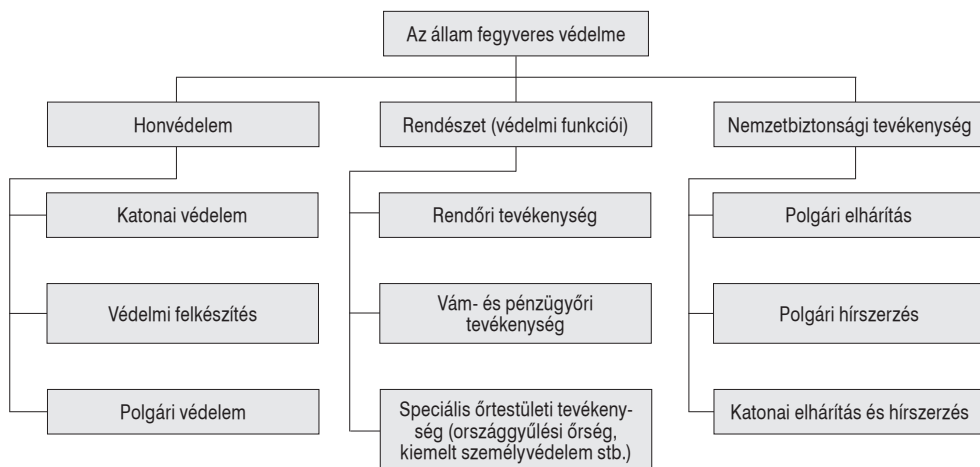 Az állam fegyveres védelme
Honvédelem
Rendészet (védelmi funkciói)
Nemzetbiztonsági tevékenység
Katonai védelem
Rendőri tevékenység
Polgári elhárítás
Védelmi felkészítés
Vám- és pénzügyőri
tevékenység
Polgári hírszerzés
Polgári védelem
Speciális őrtestületi tevékeny-
ség (országgyűlési őrség,
kiemelt személyvédelem stb.)
Katonai elhárítás és hírszerzés